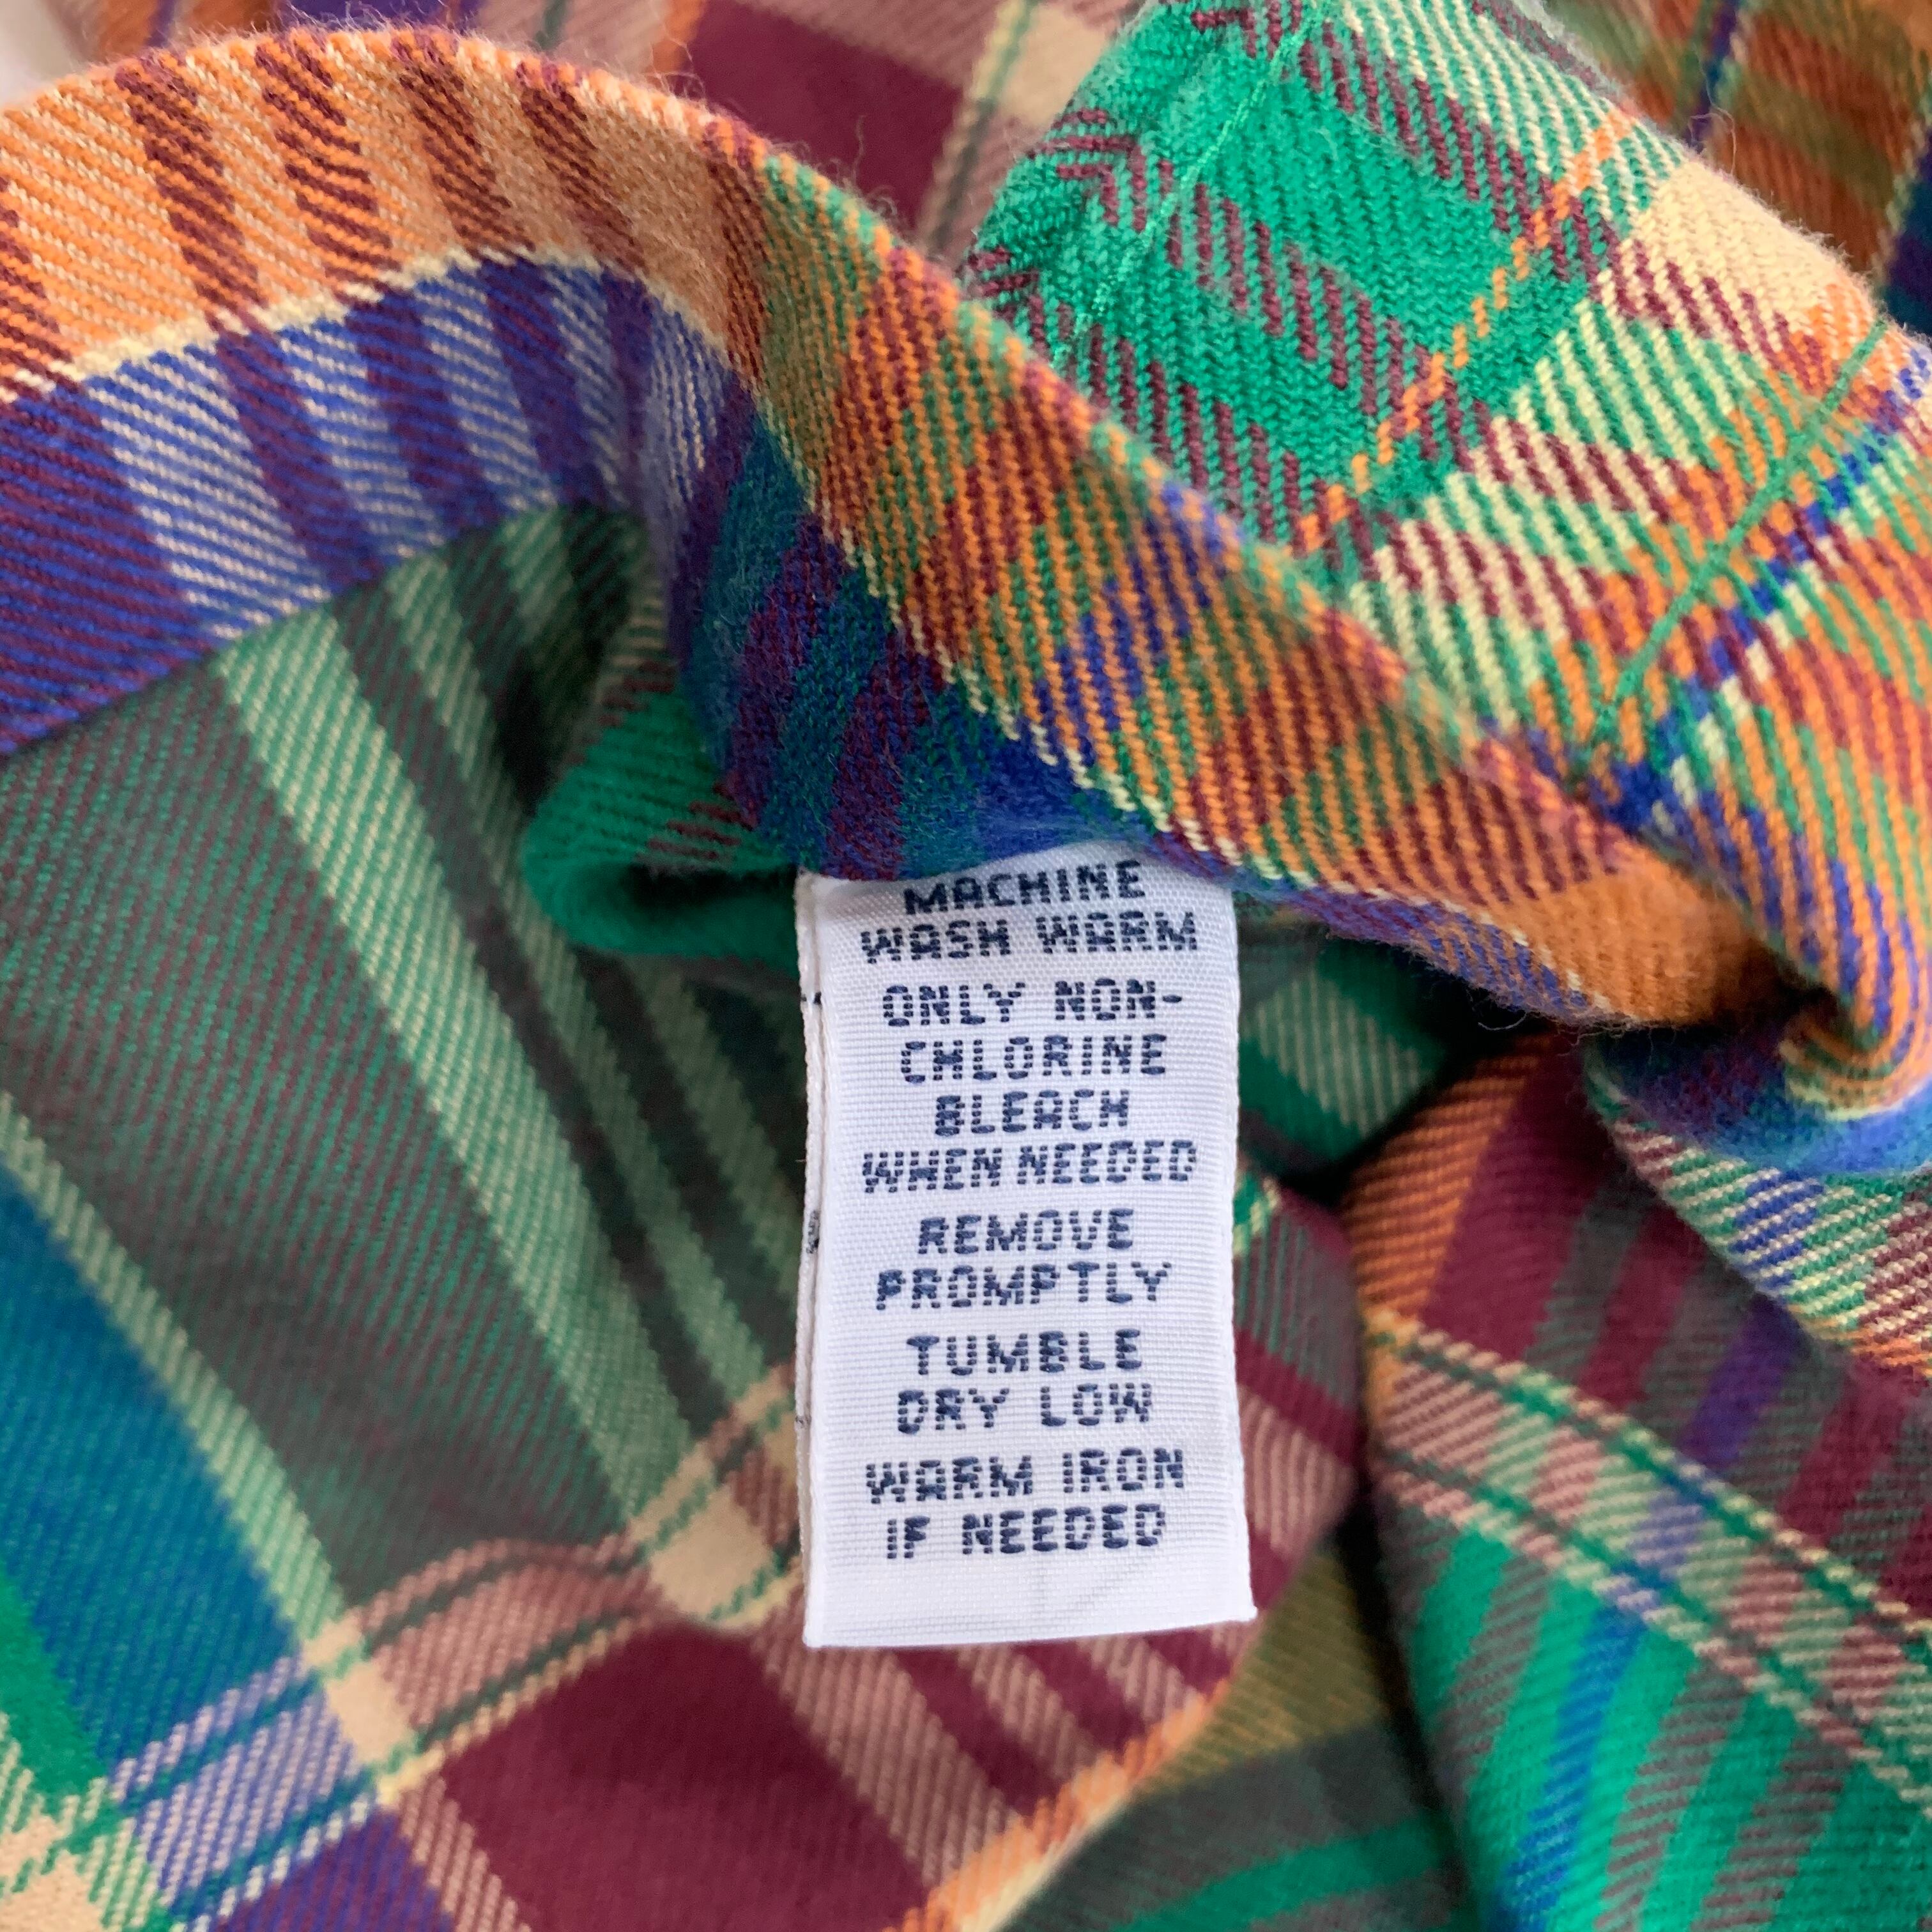 MACHINE
WASH WARM
ONLY NON-
CHLORINE
BLEACH
WHEN NEEDED
REMOVE
PROMPTLY
TUMBLE
DRY LOW
WARM IRON
IF NEEDED